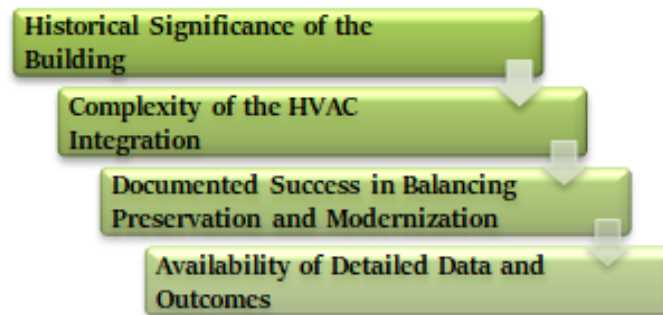 Historical Significance of the
Building
Complexity of the HVAC
Integration
Documented Success in Balancing
Preservation and Modernization
Availability of Detailed Data and
Outcomes